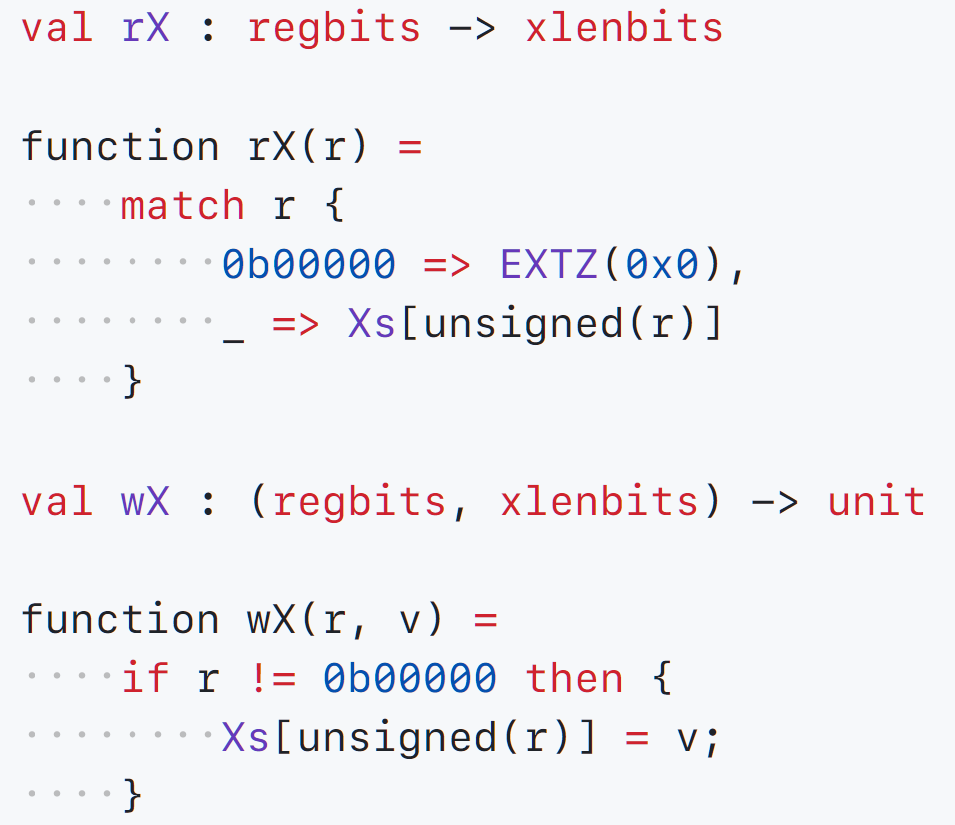 val rX : regbits -> xlenbits

function rX(r) =
    match r {
        0b00000 => EXTZ(0x0),
        _ => Xs[unsigned(r)]
    }

val wX : (regbits, xlenbits) -> unit

function wX(r, v) =
    if r != 0b00000 then {
        Xs[unsigned(r)] = v;
    }